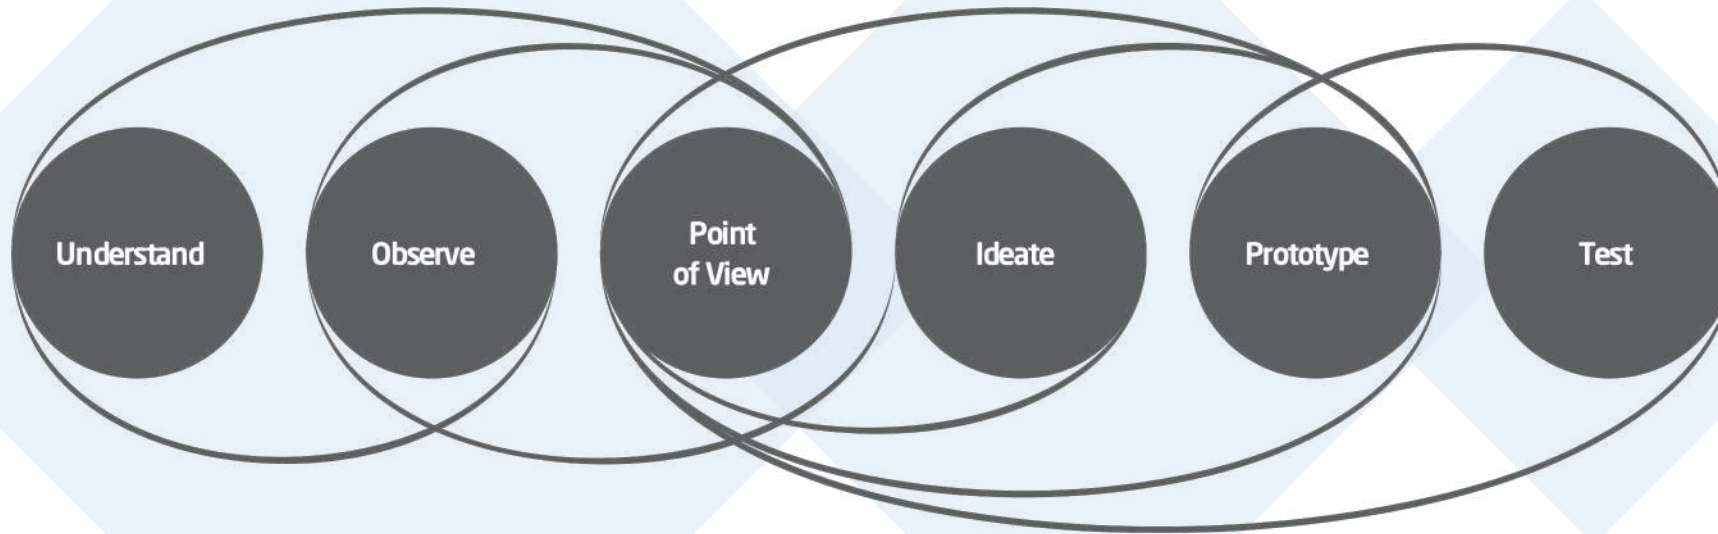 Understand
Observe
Point
of View
Ideate
Prototype
Test